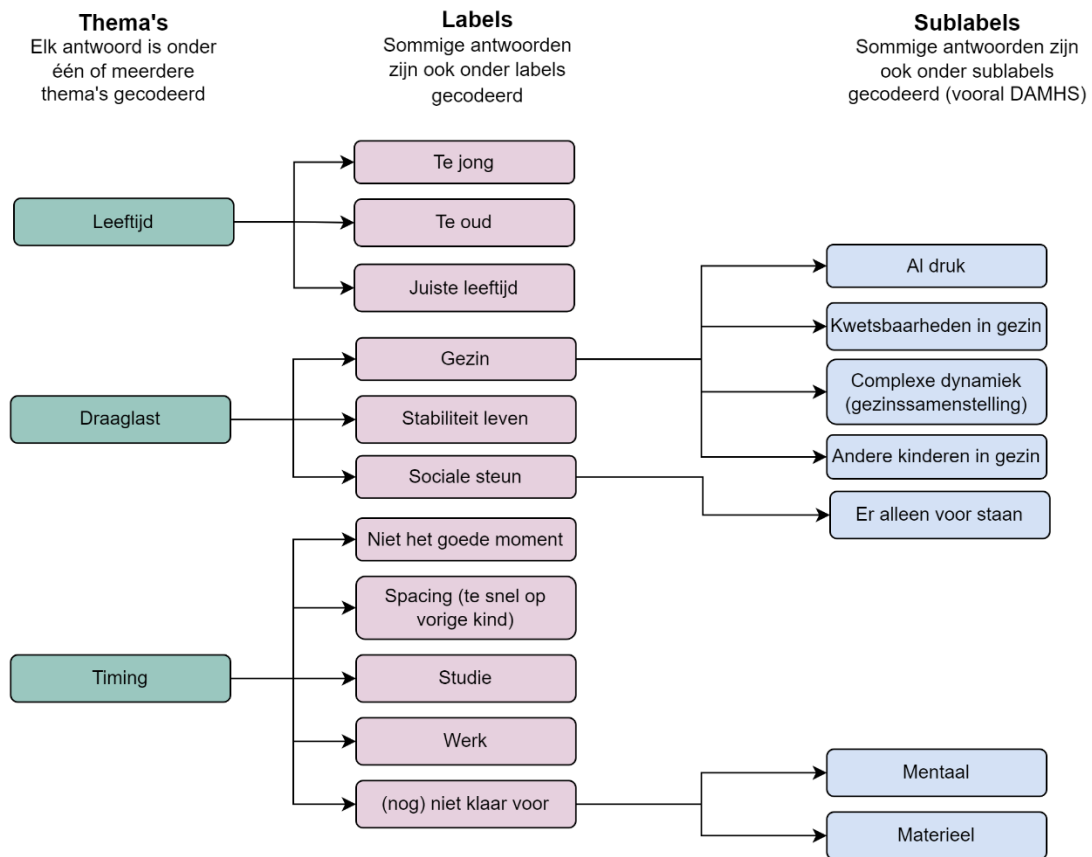 Thema's
Elk antwoord is onder
één of meerdere
thema's gecodeerd
Labels
Sommige antwoorden
zijn ook onder labels
gecodeerd
Sublabels
Sommige antwoorden zijn
ook onder sublabels
gecodeerd (vooral DAMHS)
Leeftijd
Te jong
Te oud
Juiste leeftijd
Draaglast
Gezin
Stabiliteit leven
Sociale steun
Al druk
Kwetsbaarheden in gezin
Complexe dynamiek
(gezinssamenstelling)
Andere kinderen in gezin
Er alleen voor staan
Timing
Niet het goede moment
Spacing (te snel op
vorige kind)
Studie
Werk
(nog) niet klaar voor
Mentaal
Materieel